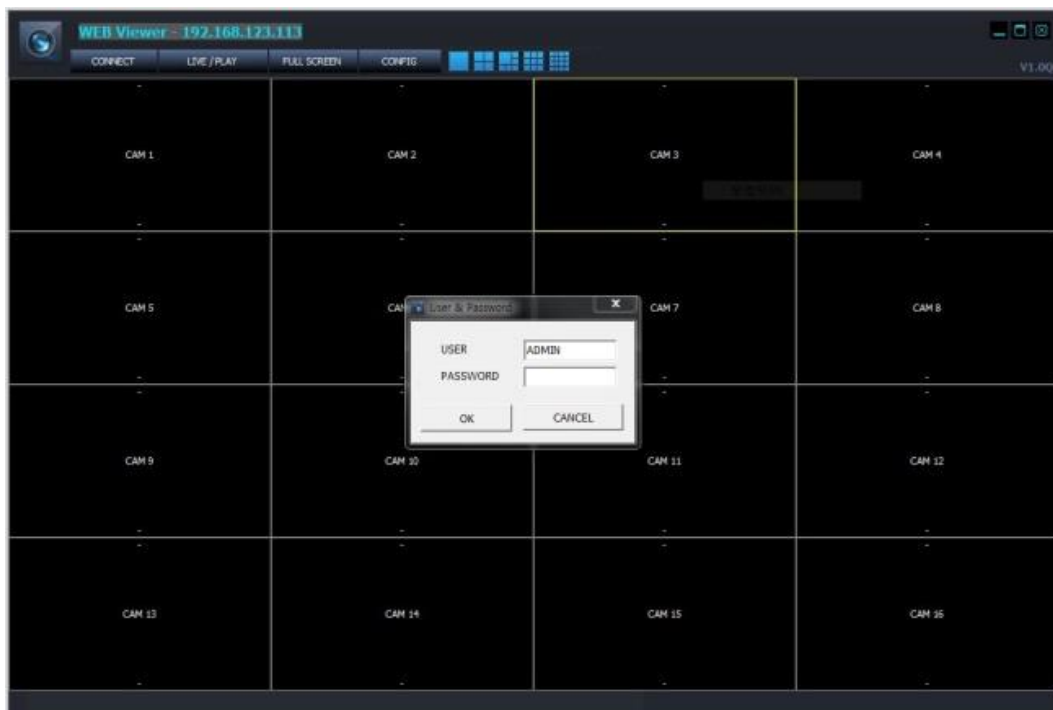 WEB Viewer - 192.168.123.113
CONNECT LIVE / PLAY FULL SCREEN CONFIG
V1.00
CAM 1 CAM 2 CAM 3 CAM 4
CAM 5 CAM 7 CAM 8
User & Password
X
USER ADMIN
PASSWORD
OK CANCEL
CAM 9 CAM 10 CAM 11 CAM 12
CAM 13 CAM 14 CAM 15 CAM 16